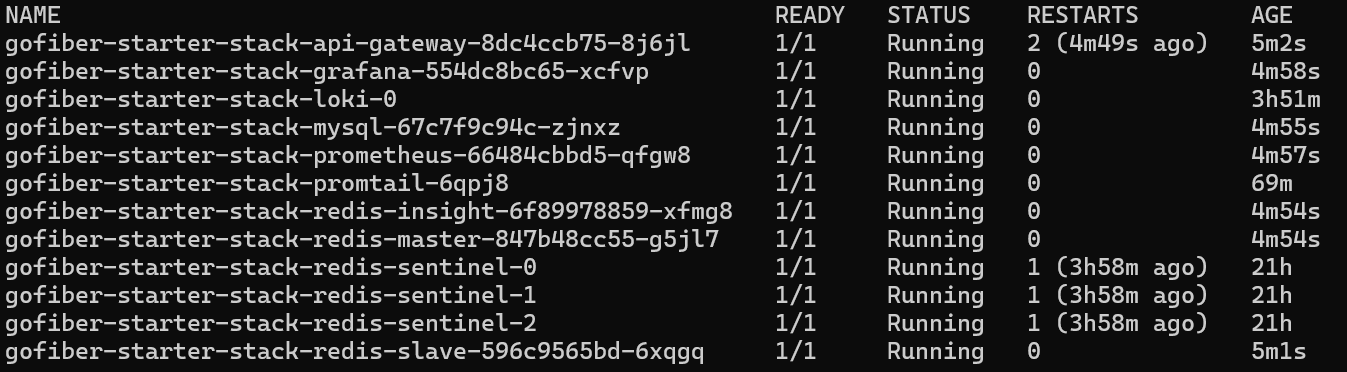 NAME READY STATUS RESTARTS AGE
gofiber-starter-stack-api-gateway-8dc4ccb75-8j6jl 1/1 Running 2 (4m49s ago) 5m2s
gofiber-starter-stack-grafana-554dc8bc65-xcfvp 1/1 Running 0 4m58s
gofiber-starter-stack-loki-0 1/1 Running 0 3h51m
gofiber-starter-stack-mysql-67c7f9c94c-zjnxz 1/1 Running 0 4m55s
gofiber-starter-stack-prometheus-66484cbbd5-qfgw8 1/1 Running 0 4m57s
gofiber-starter-stack-promtail-6qpj8 1/1 Running 0 69m
gofiber-starter-stack-redis-insight-6f89978859-xfmg8 1/1 Running 0 4m54s
gofiber-starter-stack-redis-master-847b48cc55-g5jl7 1/1 Running 0 4m54s
gofiber-starter-stack-redis-sentinel-0 1/1 Running 1 (3h58m ago) 21h
gofiber-starter-stack-redis-sentinel-1 1/1 Running 1 (3h58m ago) 21h
gofiber-starter-stack-redis-sentinel-2 1/1 Running 1 (3h58m ago) 21h
gofiber-starter-stack-redis-slave-596c9565bd-6xqgq 1/1 Running 0 5m1s